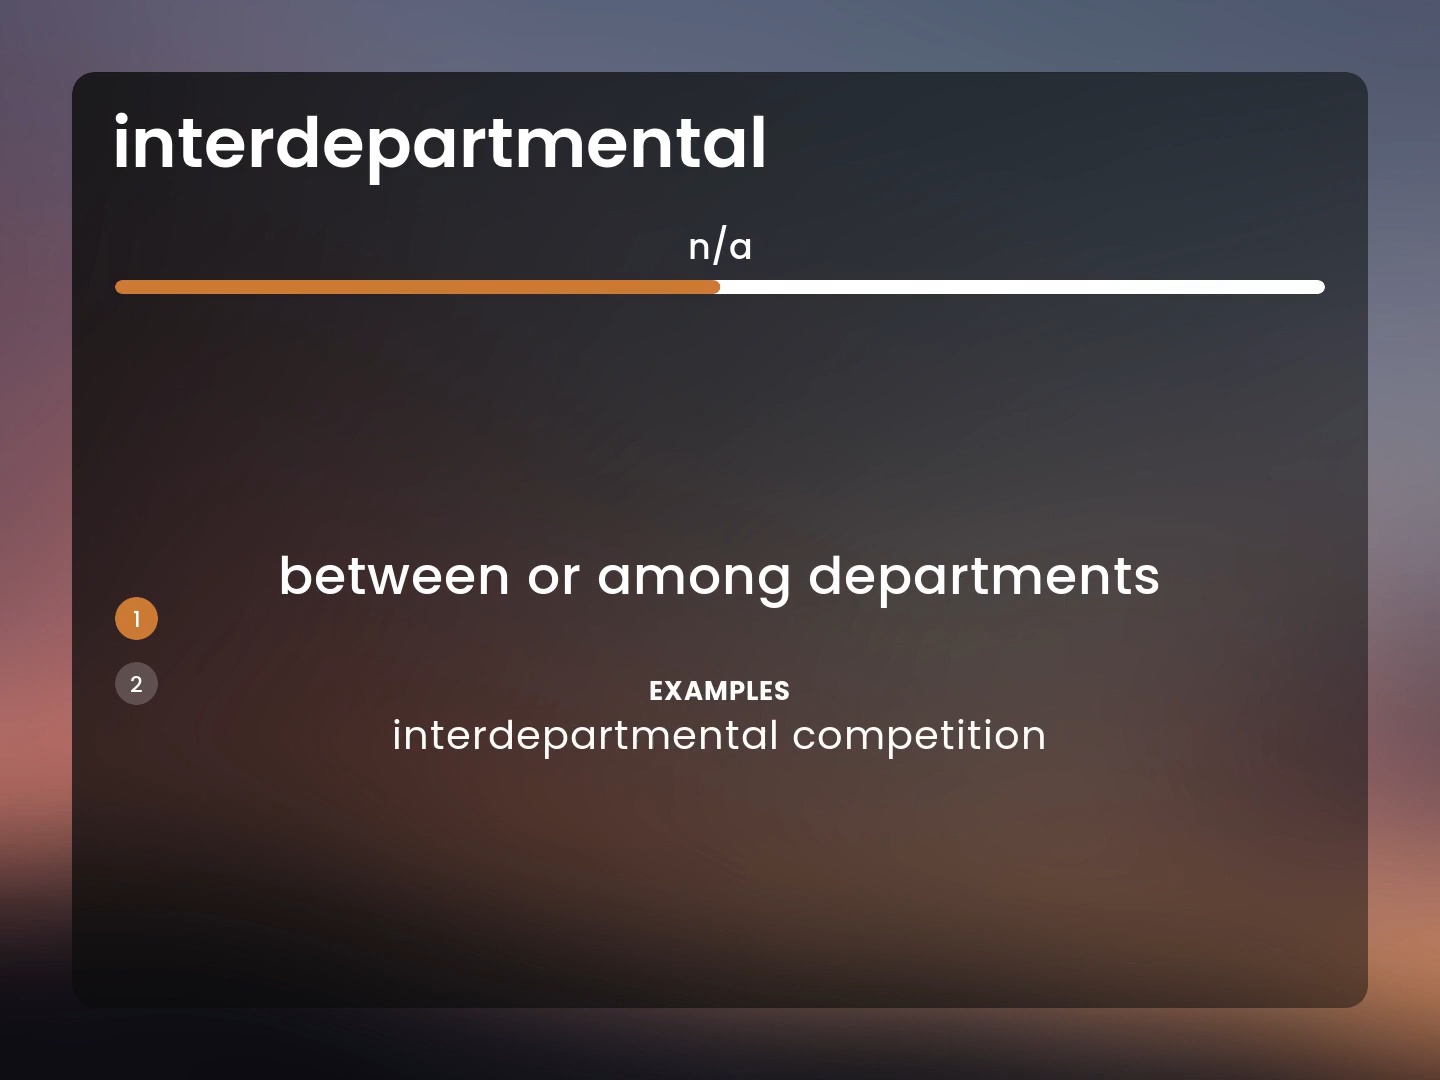 interdepartmental
n/a
between or among departments
1
2
EXAMPLES
interdepartmental competition